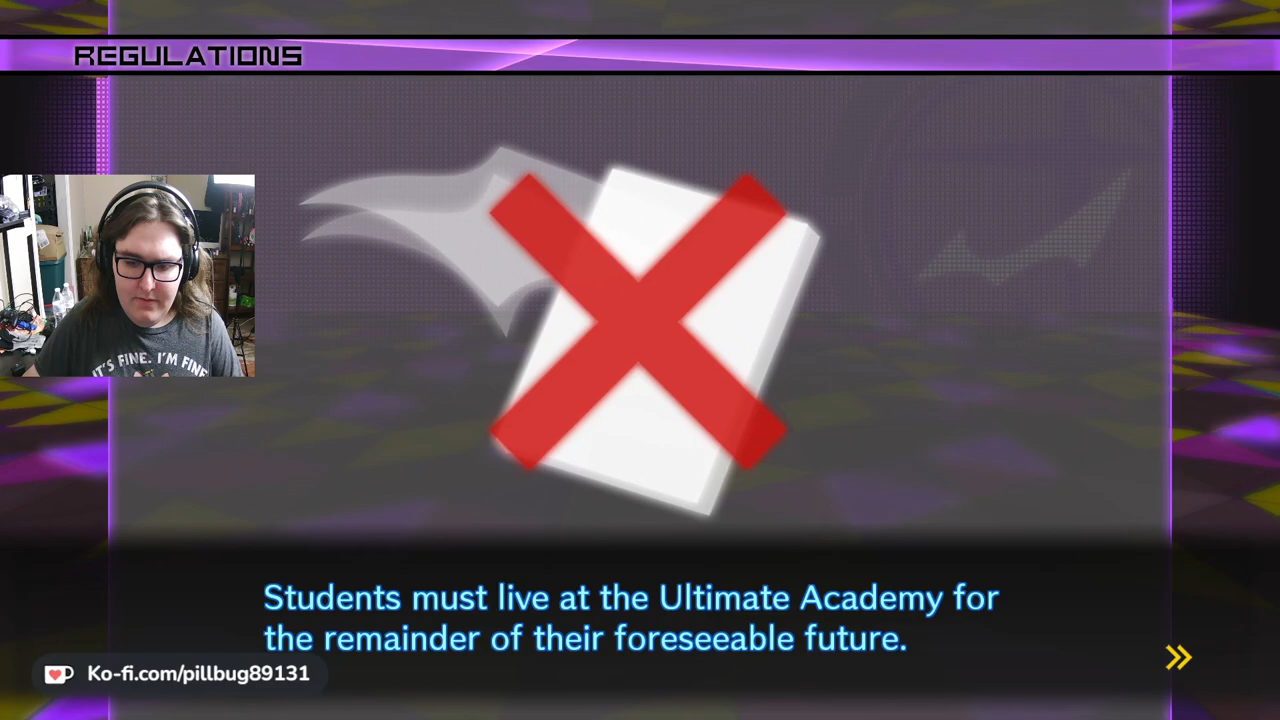 REGULATIONS
IT'S FINE. I'M FINE
Students must live at the Ultimate Academy for
the remainder of their foreseeable future.
Ko-fi.com/pillbug89131